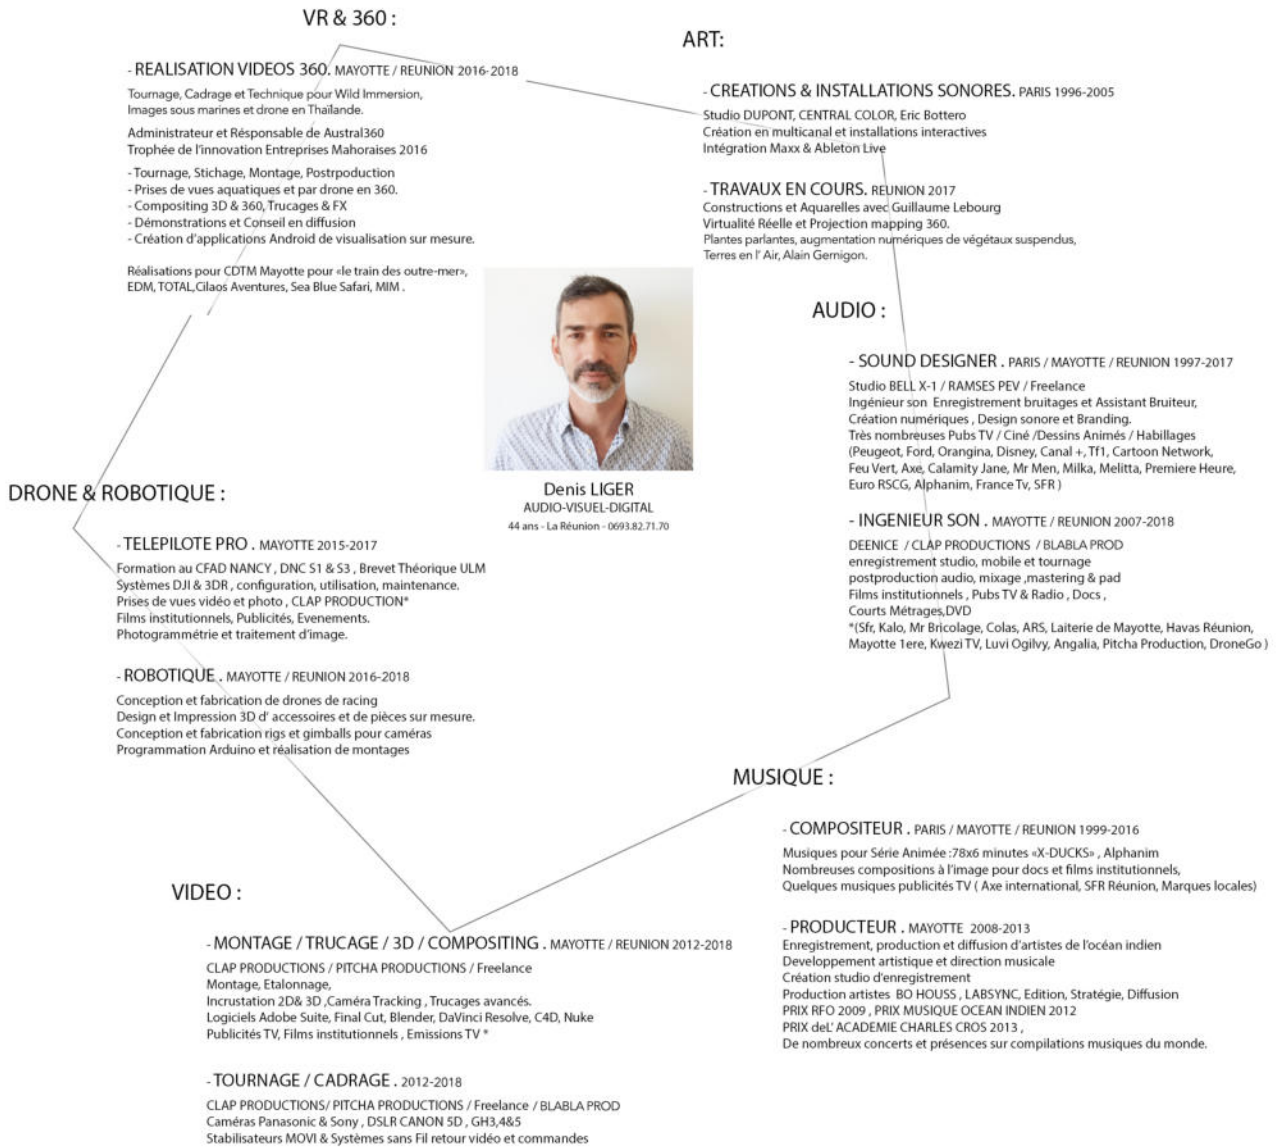 VR & 360 :
- REALISATION VIDEOS 360. MAYOTTE / REUNION 2016-2018
Tournage, Cadrage et Technique pour Wild Immersion,
Images sous marines et drone en Thaïlande.
Administrateur et Résponsable de Austral360
Trophée de l'innovation Entreprises Mahoraises 2016
- Tournage, Stichage, Montage, Postrpoduction
- Prises de vues aquatiques et par drone en 360.
- Compositing 3D & 360, Trucages & FX
- Démonstrations et Conseil en diffusion
- Création d'applications Android de visualisation sur mesure.
Réalisations pour CDTM Mayotte pour «le train des outre-mer»,
EDM, TOTAL,Cilaos Aventures, Sea Blue Safari, MIM .
ART:
- CREATIONS & INSTALLATIONS SONORES. PARIS 1996-2005
Studio DUPONT, CENTRAL COLOR, Eric Bottero
Création en multicanal et installations interactives
Intégration Maxx & Ableton Live
- TRAVAUX EN COURS. REUNION 2017
Constructions et Aquarelles avec Guillaume Lebourg
Virtualité Réelle et Projection mapping 360.
Plantes parlantes, augmentation numériques de végétaux suspendus,
Terres en l' Air, Alain Gernigon.
AUDIO :
- SOUND DESIGNER . PARIS / MAYOTTE / REUNION 1997-2017
Studio BELL X-1 / RAMSES PEV / Freelance
Ingénieur son Enregistrement bruitages et Assistant Bruiteur,
Création numériques , Design sonore et Branding.
Très nombreuses Pubs TV / Ciné /Dessins Animés / Habillages
(Peugeot, Ford, Orangina, Disney, Canal +, Tf1, Cartoon Network,
Feu Vert, Axe, Calamity Jane, Mr Men, Milka, Melitta, Premiere Heure,
Euro RSCG, Alphanim, France Tv, SFR )
- INGENIEUR SON . MAYOTTE / REUNION 2007-2018
DEENICE / CLAP PRODUCTIONS / BLABLA PROD
enregistrement studio, mobile et tournage
postproduction audio, mixage ,mastering & pad
Films institutionnels , Pubs TV & Radio , Docs ,
Courts Métrages,DVD
*(Sfr, Kalo, Mr Bricolage, Colas, ARS, Laiterie de Mayotte, Havas Réunion,
Mayotte 1ere, Kwezi TV, Luvi Ogilvy, Angalia, Pitcha Production, DroneGo )
Denis LIGER
AUDIO-VISUEL-DIGITAL
44 ans - La Réunion - 0693.82.71.70
DRONE & ROBOTIQUE :
- TELEPILOTE PRO . MAYOTTE 2015-2017
Formation au CFAD NANCY , DNC S1 & S3 , Brevet Théorique ULM
Systèmes DJI & 3DR , configuration, utilisation, maintenance.
Prises de vues vidéo et photo , CLAP PRODUCTION*
Films institutionnels, Publicités, Evenements.
Photogrammétrie et traitement d'image.
- ROBOTIQUE . MAYOTTE / REUNION 2016-2018
Conception et fabrication de drones de racing
Design et Impression 3D d' accessoires et de pièces sur mesure.
Conception et fabrication rigs et gimballs pour caméras
Programmation Arduino et réalisation de montages
MUSIQUE :
- COMPOSITEUR . PARIS / MAYOTTE / REUNION 1999-2016
Musiques pour Série Animée :78x6 minutes «X-DUCKS» , Alphanim
Nombreuses compositions à l'image pour docs et films institutionnels,
Quelques musiques publicités TV ( Axe international, SFR Réunion, Marques locales)
- PRODUCTEUR . MAYOTTE 2008-2013
Enregistrement, production et diffusion d'artistes de l'océan indien
Developpement artistique et direction musicale
Création studio d'enregistrement
Production artistes BO HOUSS , LABSYNC, Edition, Stratégie, Diffusion
PRIX RFO 2009 , PRIX MUSIQUE OCEAN INDIEN 2012
PRIX deL' ACADEMIE CHARLES CROS 2013 ,
De nombreux concerts et présences sur compilations musiques du monde.
VIDEO :
- MONTAGE / TRUCAGE / 3D / COMPOSITING . MAYOTTE / REUNION 2012-2018
CLAP PRODUCTIONS / PITCHA PRODUCTIONS / Freelance
Montage, Etalonnage,
Incrustation 2D& 3D ,Caméra Tracking , Trucages avancés.
Logiciels Adobe Suite, Final Cut, Blender, DaVinci Resolve, C4D, Nuke
Publicités TV, Films institutionnels , Emissions TV *
- TOURNAGE / CADRAGE . 2012-2018
CLAP PRODUCTIONS/ PITCHA PRODUCTIONS / Freelance / BLABLA PROD
Caméras Panasonic & Sony , DSLR CANON 5D , GH3,4&5
Stabilisateurs MOVI & Systèmes sans Fil retour vidéo et commandes